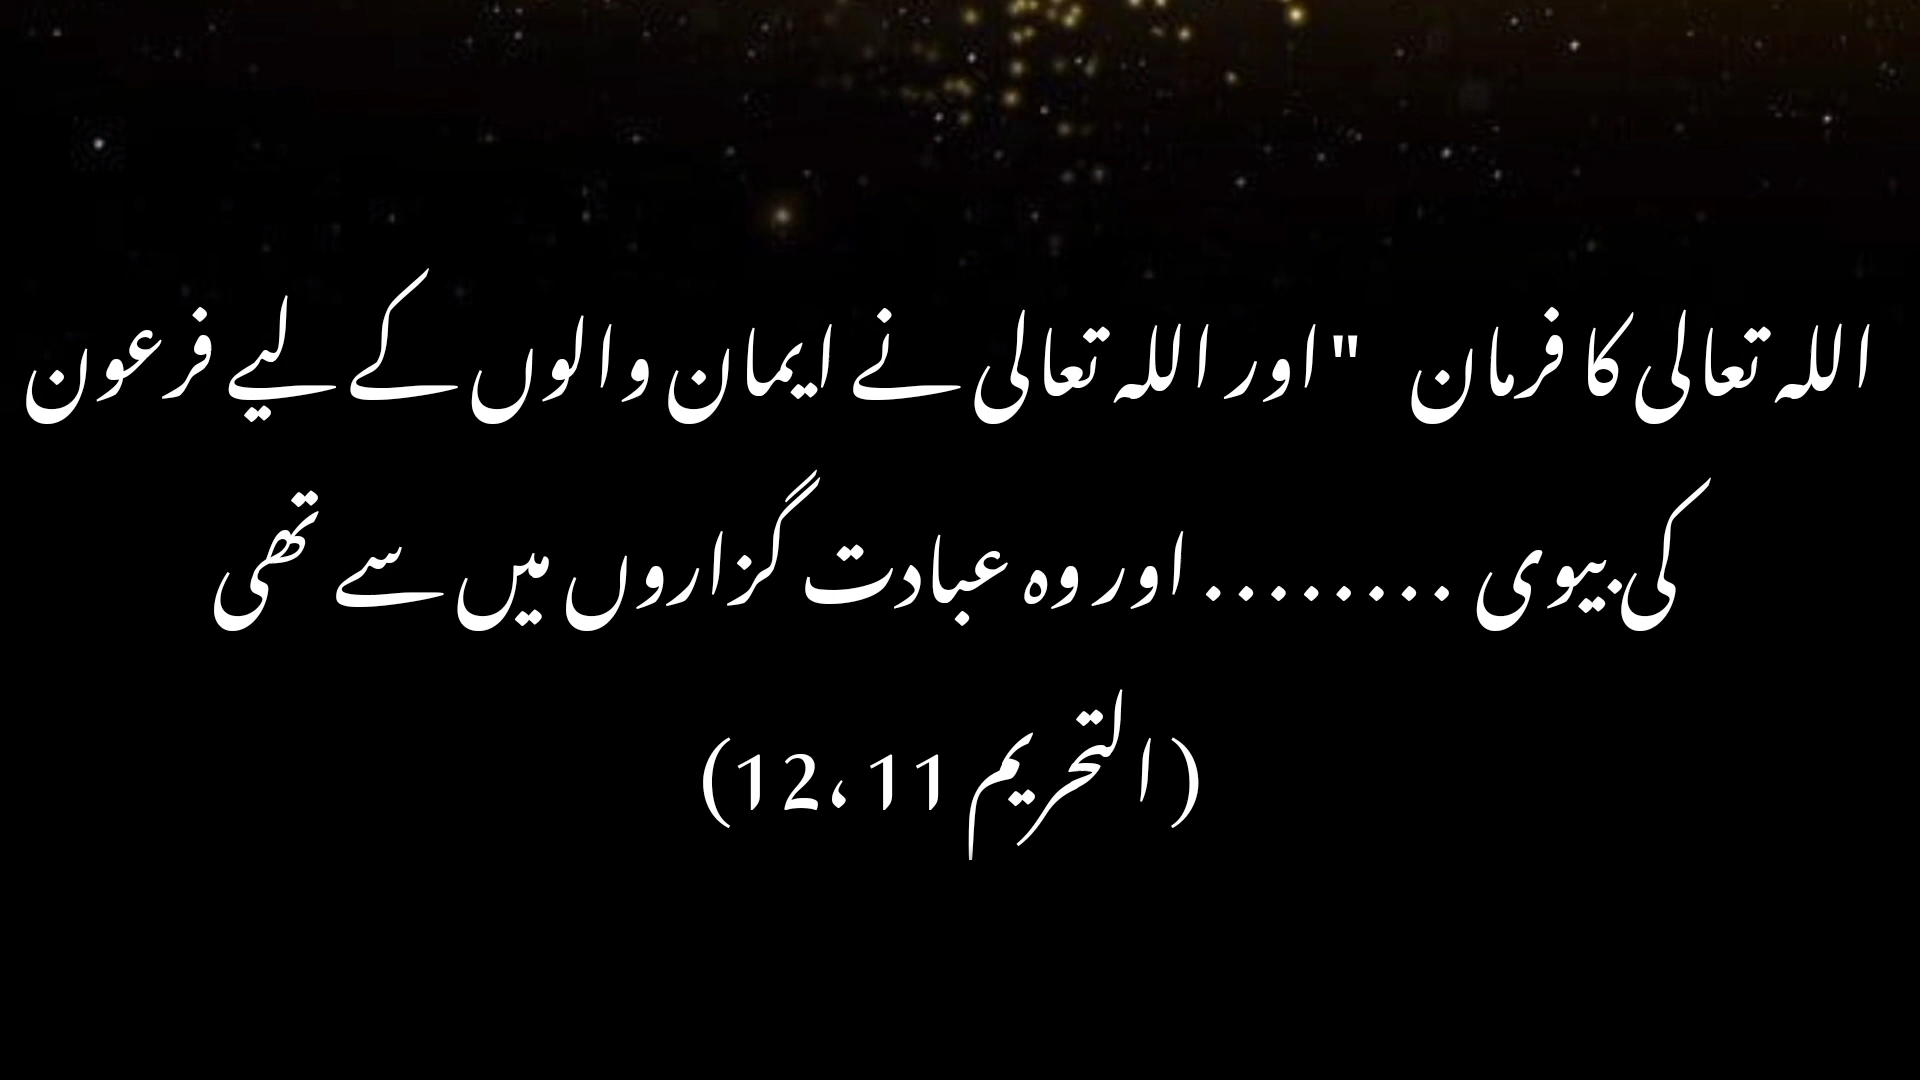 اللہ تعالی کا فرمان "اور اللہ تعالی نے ایمان والوں کے لیے فرعون
کی بیوی ........ اور وہ عبادت گزاروں میں سے تھی
(التحریم 11،12)